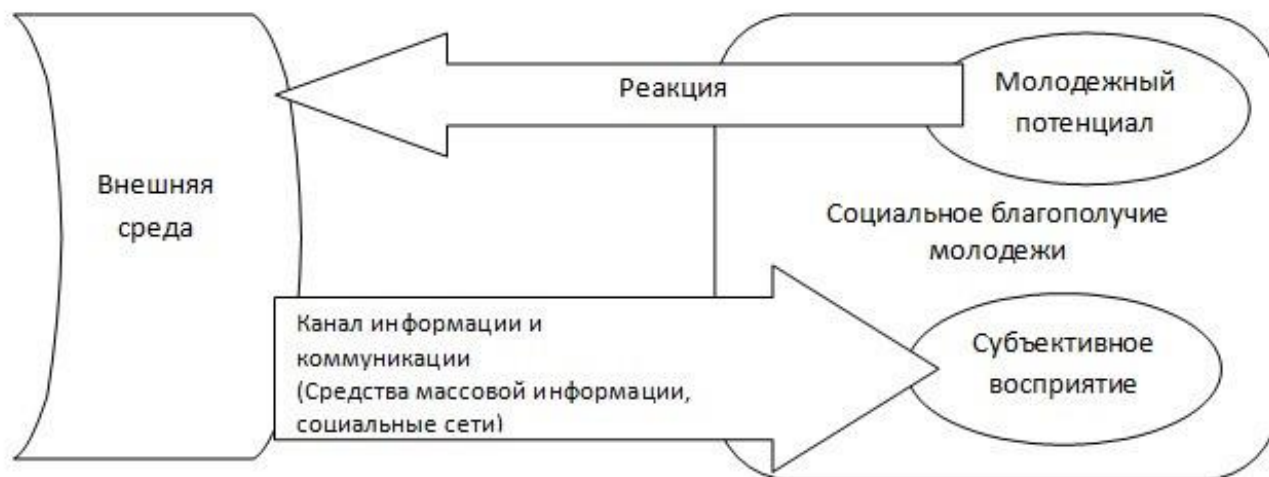 Реакция
Молодежный
потенциал
Внешняя
среда
Социальное благополучие
молодежи
Канал информации и
коммуникации
(Средства массовой информации,
социальные сети)
Субъективное
восприятие